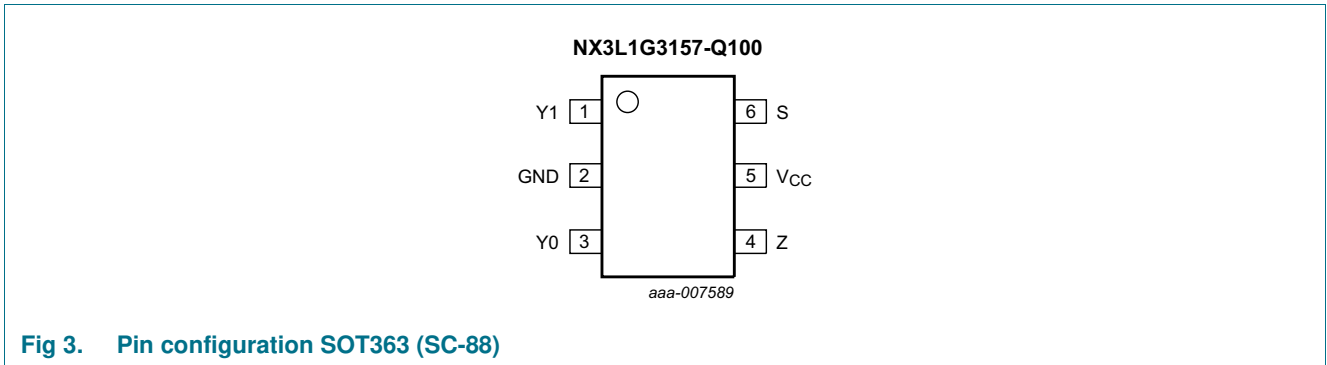 NX3L1G3157-Q100
Y1 1 6 S
GND 2 5 VCC
Y0 3 4 Z
aaa-007589
Fig 3. Pin configuration SOT363 (SC-88)